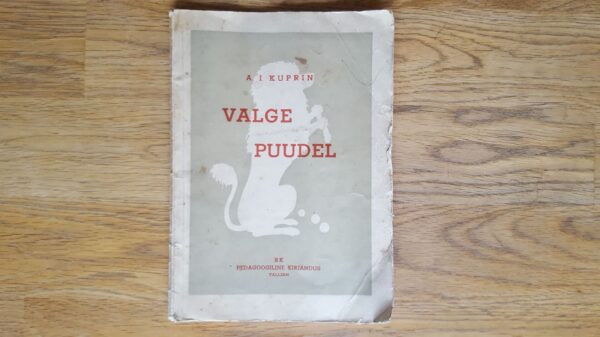 A. I. KUPRIN
VALGE
PUUDEL
RK
PEDAGOOGILINE KIRJANDUS
TALLINN